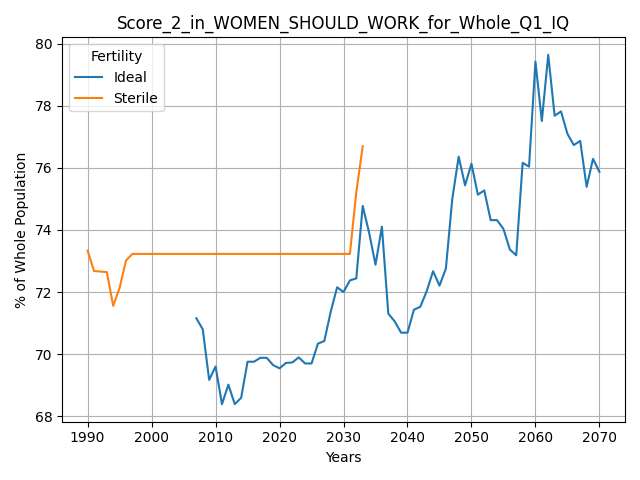 Score_2_in_WOMEN_SHOULD_WORK_for_Whole_Q1_IQ
Fertility
Ideal
Sterile
% of Whole Population
80
78
76
74
72
70
68
1990 2000 2010 2020 2030 2040 2050 2060 2070
Years